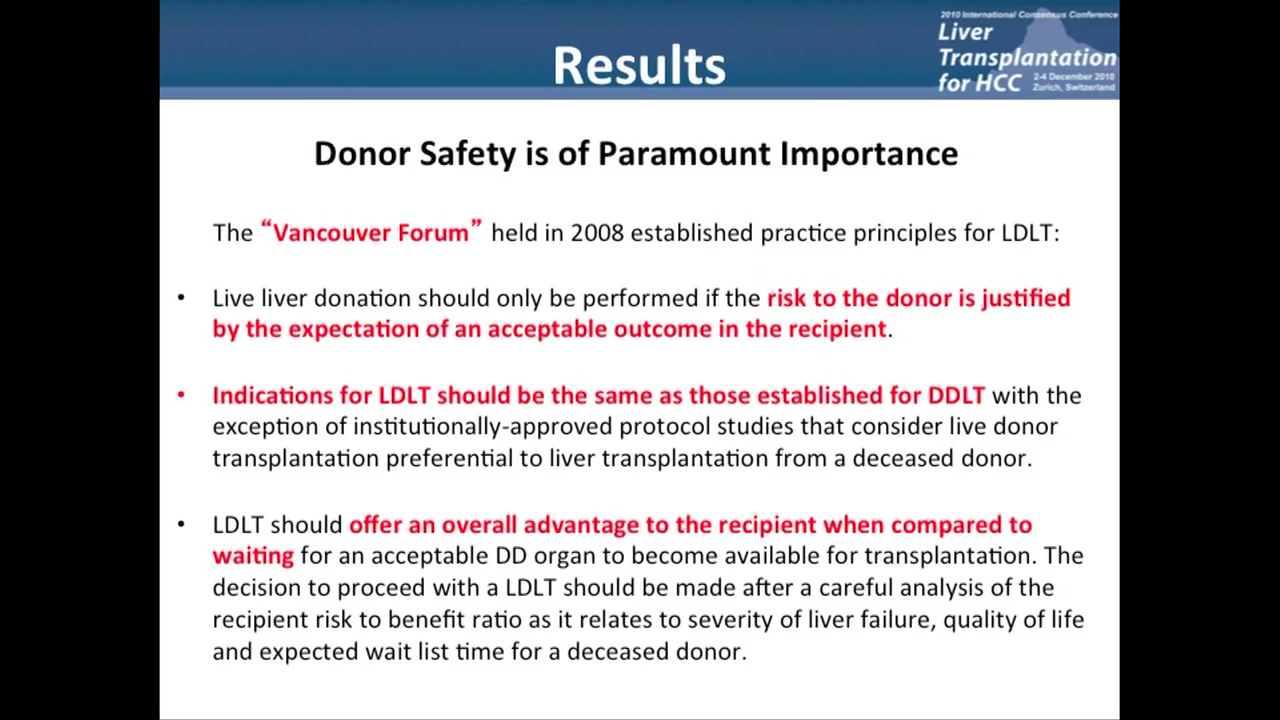 2010 International Consensus Conference
Liver
Transplantation
for HCC
2-4 December 2010
Zurich, Switzerland
Results
Donor Safety is of Paramount Importance
The “Vancouver Forum” held in 2008 established practice principles for LDLT:
• Live liver donation should only be performed if the risk to the donor is justified
by the expectation of an acceptable outcome in the recipient.
• Indications for LDLT should be the same as those established for DDLT with the
exception of institutionally-approved protocol studies that consider live donor
transplantation preferential to liver transplantation from a deceased donor.
• LDLT should offer an overall advantage to the recipient when compared to
waiting for an acceptable DD organ to become available for transplantation. The
decision to proceed with a LDLT should be made after a careful analysis of the
recipient risk to benefit ratio as it relates to severity of liver failure, quality of life
and expected wait list time for a deceased donor.